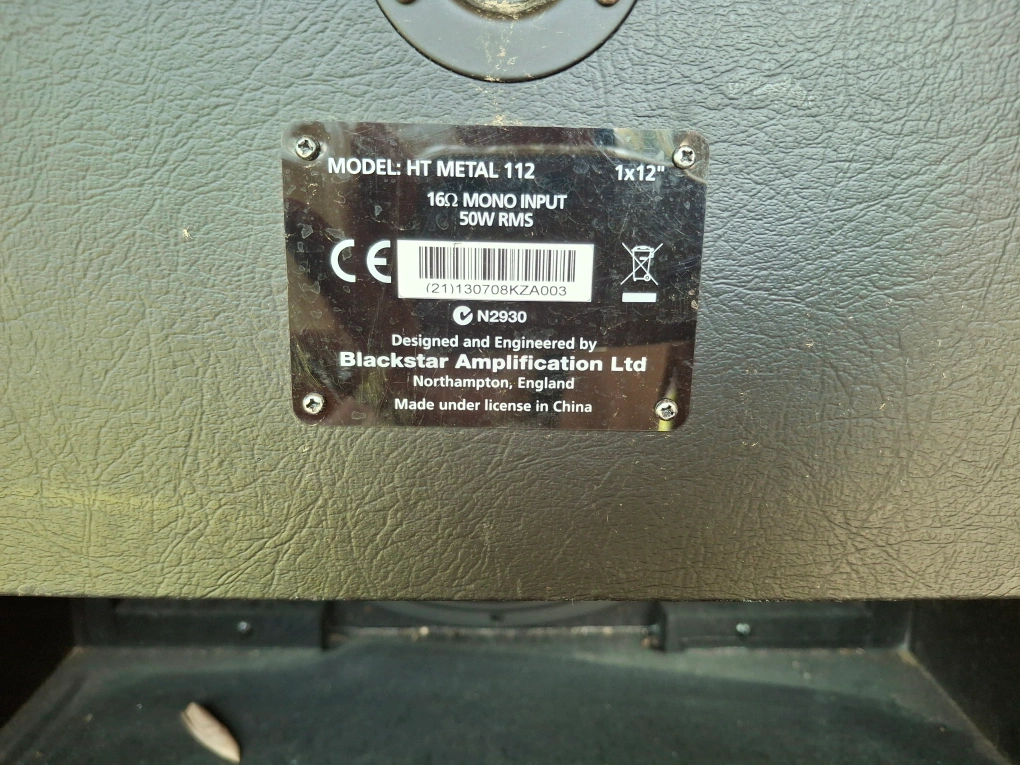 MODEL: HT METAL 112 1x12"
16Ω MONO INPUT
50W RMS
CE
(21)130708KZA003
N2930
Designed and Engineered by
Blackstar Amplification Ltd
Northampton, England
Made under license in China